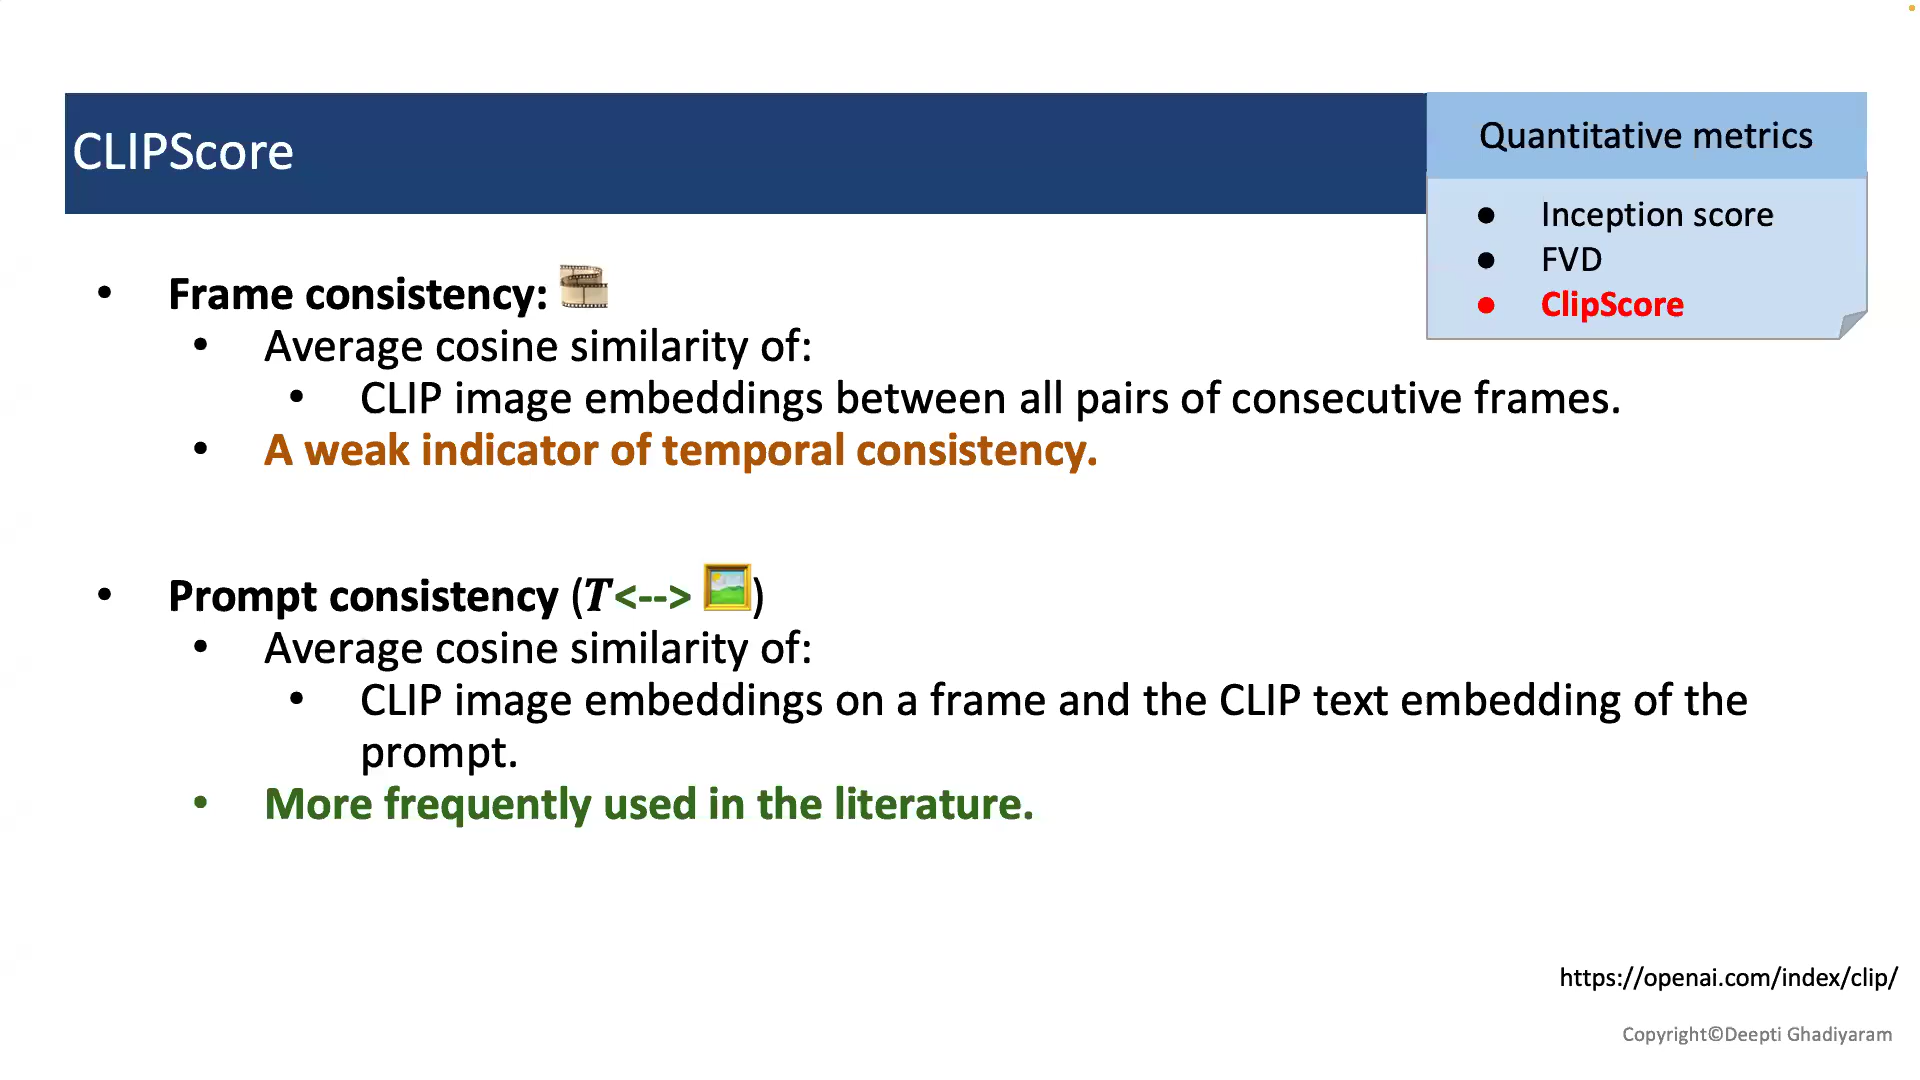 CLIPScore
Quantitative metrics
● Inception score
● FVD
● ClipScore
• Frame consistency:
• Average cosine similarity of:
• CLIP image embeddings between all pairs of consecutive frames.
• A weak indicator of temporal consistency.
• Prompt consistency (T<--> )
• Average cosine similarity of:
• CLIP image embeddings on a frame and the CLIP text embedding of the
prompt.
• More frequently used in the literature.
https://openai.com/index/clip/
Copyright©Deepti Ghadiyaram